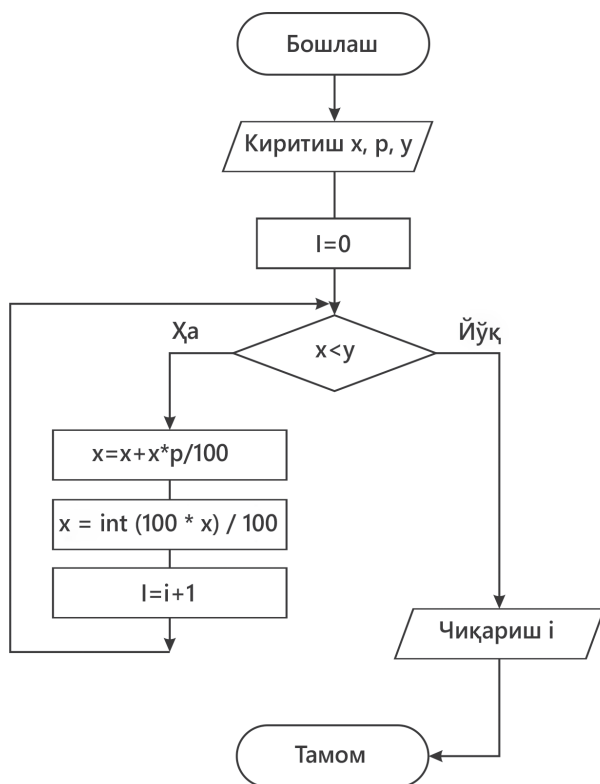 Бошлаш
Киритиш x, p, y
I=0
Ҳа
Йўқ
x<y
x=x+x*p/100
x = int (100 * x) / 100
I=i+1
Чиқариш i
Тамом